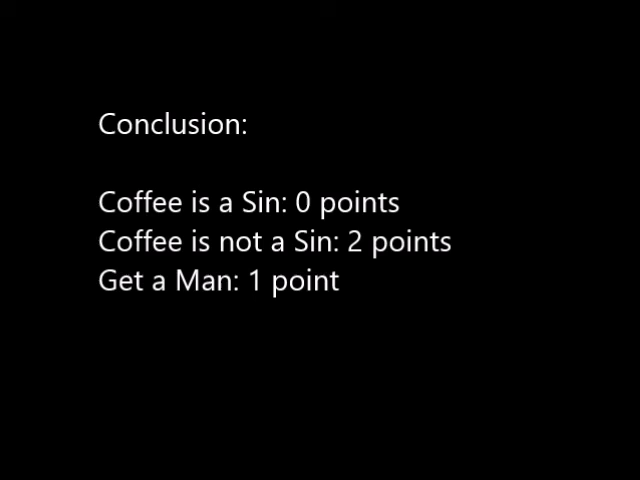 Conclusion:
Coffee is a Sin: 0 points
Coffee is not a Sin: 2 points
Get a Man: 1 point